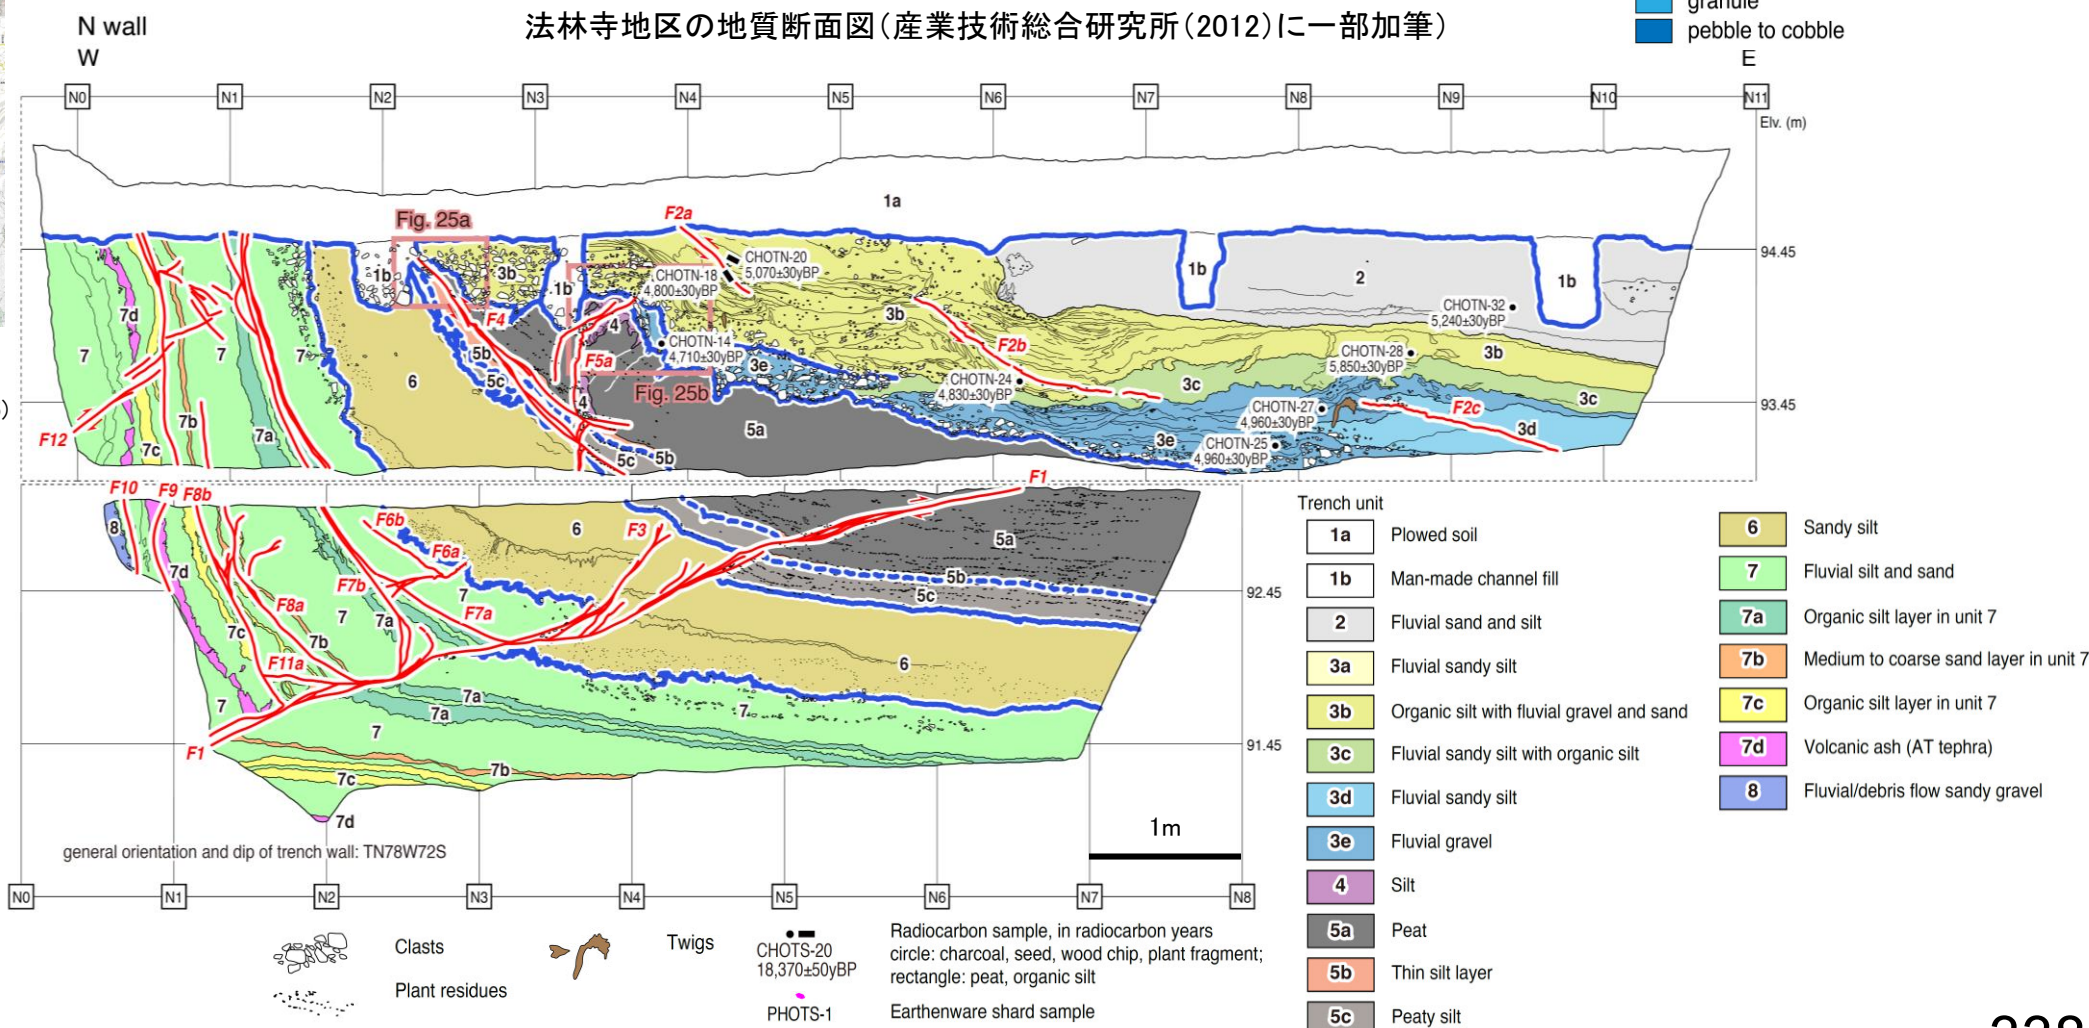 法林寺地区の地質断面図(産業技術総合研究所(2012)に一部加筆)
granule
pebble to cobble
N wall
W
E
N0 N1 N2 N3 N4 N5 N6 N7 N8 N9 N10 N11
Elv. (m)
1a
Fig. 25a
F2a
CHOTN-20
5,070±30yBP
94.45
1b
3b
1b
CHOTN-18
4,800±30yBP
1b
2
1b
CHOTN-32
5,240±30yBP
7d
F4
4
3b
CHOTN-14
4,710±30yBP
F2b
7
7
7
5b
F5a
3e
CHOTN-28
5,850±30yBP
3b
6
5c
Fig. 25b
CHOTN-24
4,830±30yBP
3c
3c
93.45
4
CHOTN-27
4,960±30yBP
F2c
7b
F12
7a
5a
3d
7c
3e
CHOTN-25
4,960±30yBP
5c
5b
F10 F9 F8b
F1
8
F6b
6
F3
5a
F6a
7d
F7b
5b
92.45
7
5c
F8a
7
7a
F7a
7c
7b
F11a
6
7a
7
7a
7
7
F1
91.45
7b
7c
7d
1m
general orientation and dip of trench wall: TN78W72S
N0 N1 N2 N3 N4 N5 N6 N7 N8
Clasts
Plant residues
Twigs
CHOTS-20
18,370±50yBP
PHOTS-1
Radiocarbon sample, in radiocarbon years
circle: charcoal, seed, wood chip, plant fragment;
rectangle: peat, organic silt
Earthenware shard sample
Trench unit
1a Plowed soil
1b Man-made channel fill
2 Fluvial sand and silt
3a Fluvial sandy silt
3b Organic silt with fluvial gravel and sand
3c Fluvial sandy silt with organic silt
3d Fluvial sandy silt
3e Fluvial gravel
4 Silt
5a Peat
5b Thin silt layer
5c Peaty silt
6 Sandy silt
7 Fluvial silt and sand
7a Organic silt layer in unit 7
7b Medium to coarse sand layer in unit 7
7c Organic silt layer in unit 7
7d Volcanic ash (AT tephra)
8 Fluvial/debris flow sandy gravel